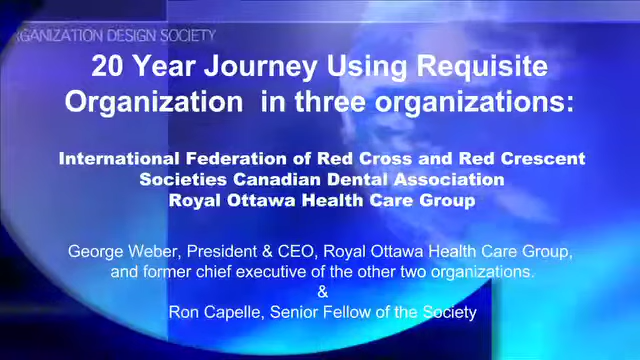 RGANIZATION DESIGN SOCIETY
20 Year Journey Using Requisite
Organization in three organizations:
International Federation of Red Cross and Red Crescent
Societies Canadian Dental Association
Royal Ottawa Health Care Group
George Weber, President & CEO, Royal Ottawa Health Care Group,
and former chief executive of the other two organizations.
&
Ron Capelle, Senior Fellow of the Society